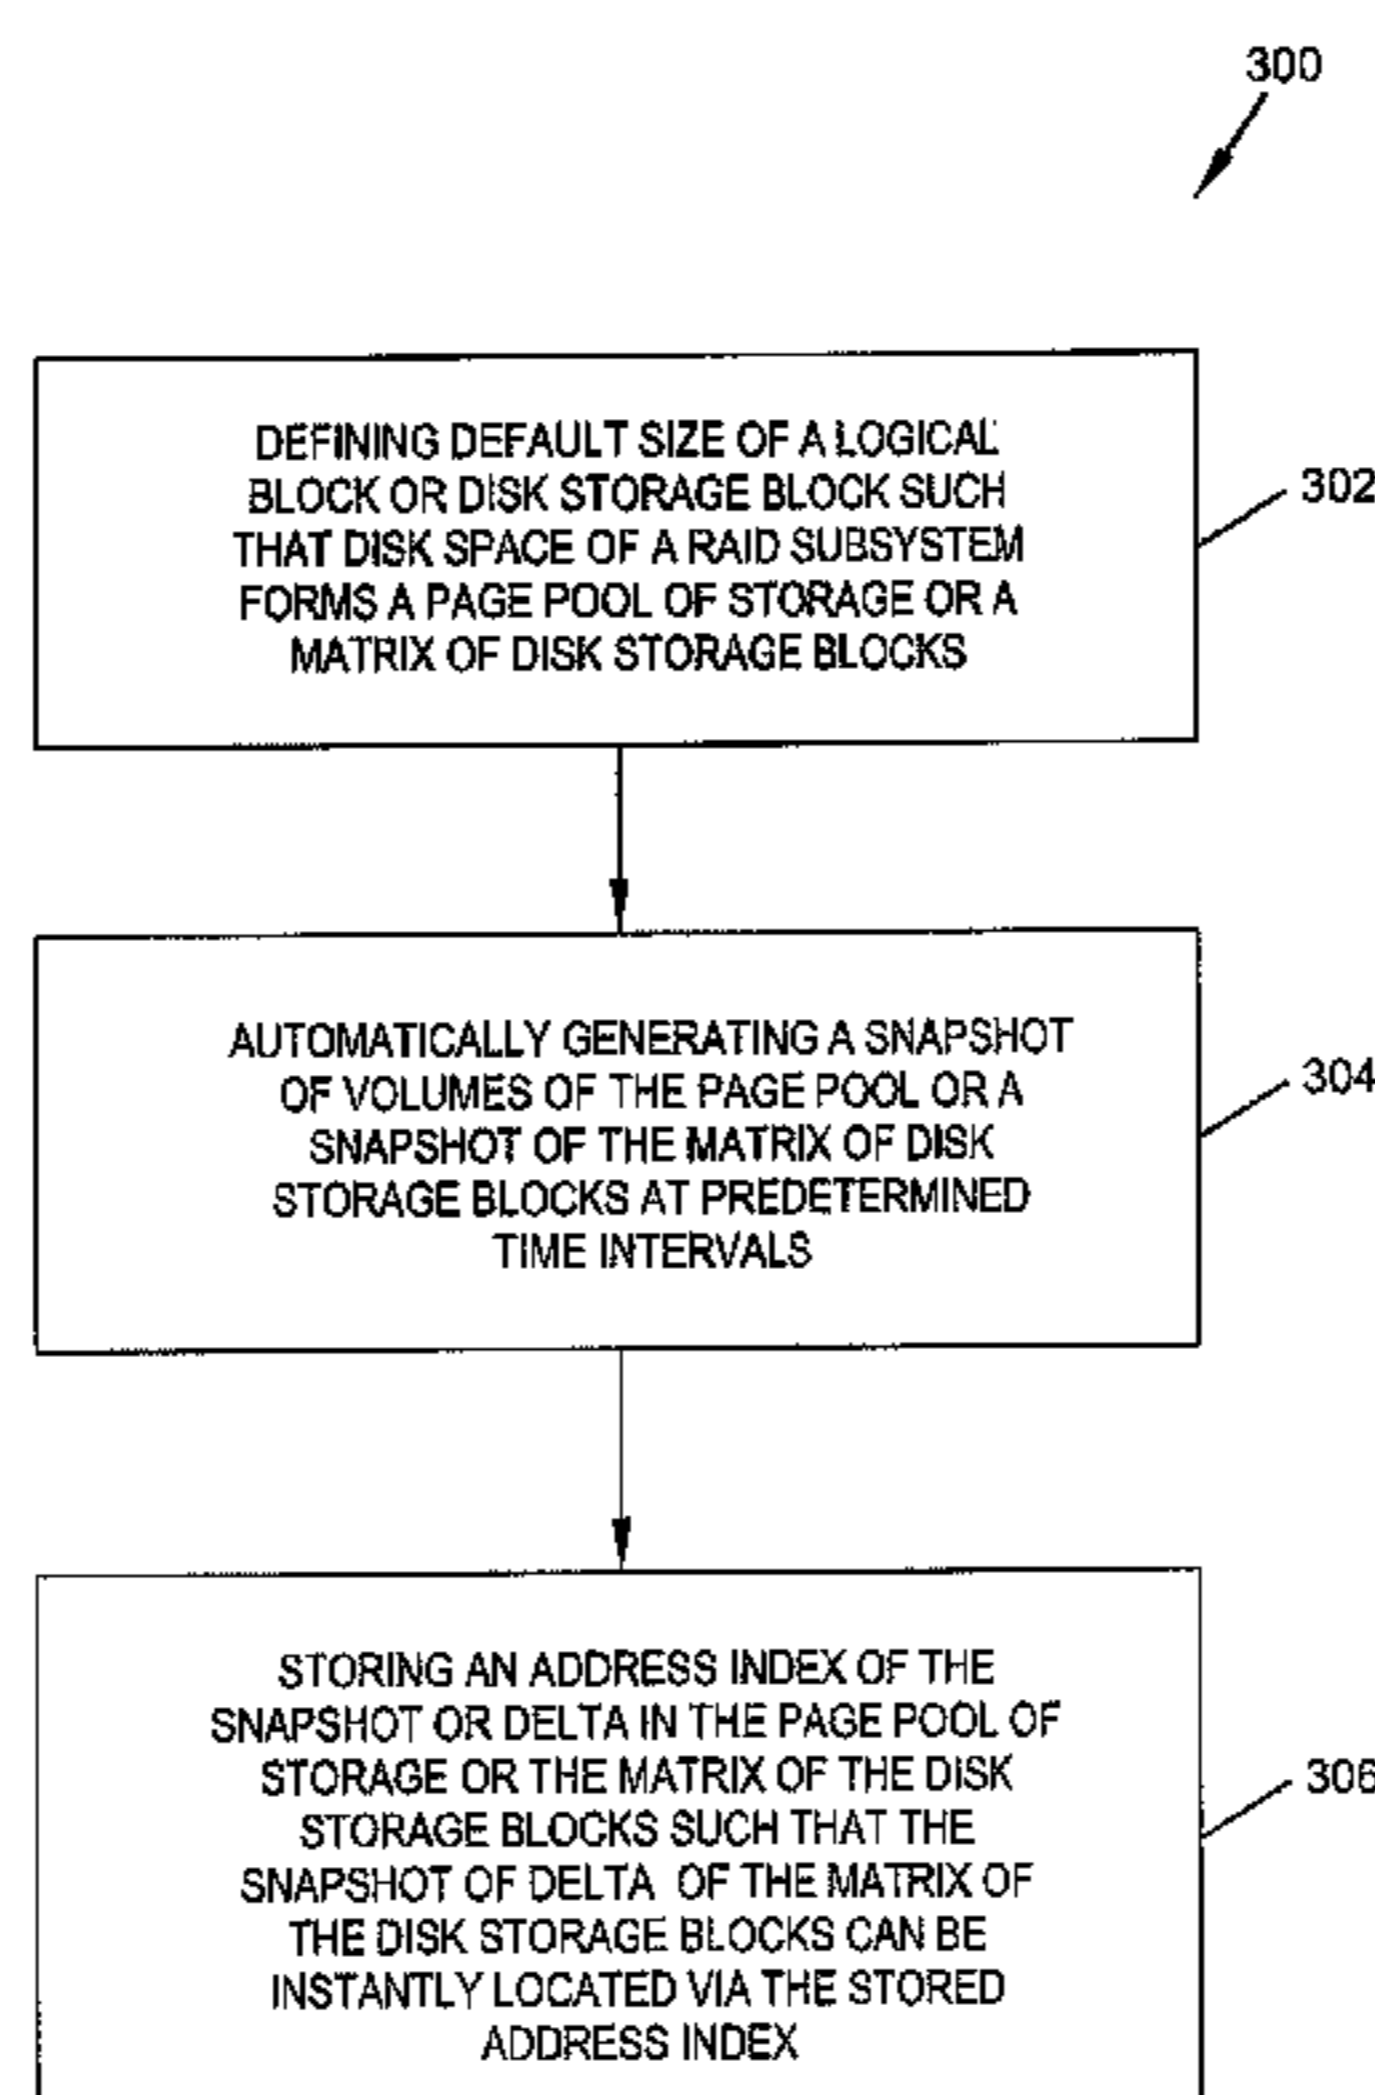 300
DEFINING DEFAULT SIZE OF A LOGICAL
BLOCK OR DISK STORAGE BLOCK SUCH
THAT DISK SPACE OF A RAID SUBSYSTEM
FORMS A PAGE POOL OF STORAGE OR A
MATRIX OF DISK STORAGE BLOCKS
302
AUTOMATICALLY GENERATING A SNAPSHOT
OF VOLUMES OF THE PAGE POOL OR A
SNAPSHOT OF THE MATRIX OF DISK
STORAGE BLOCKS AT PREDETERMINED
TIME INTERVALS
304
STORING AN ADDRESS INDEX OF THE
SNAPSHOT OR DELTA IN THE PAGE POOL OF
STORAGE OR THE MATRIX OF THE DISK
STORAGE BLOCKS SUCH THAT THE
SNAPSHOT OF DELTA OF THE MATRIX OF
THE DISK STORAGE BLOCKS CAN BE
INSTANTLY LOCATED VIA THE STORED
ADDRESS INDEX
306